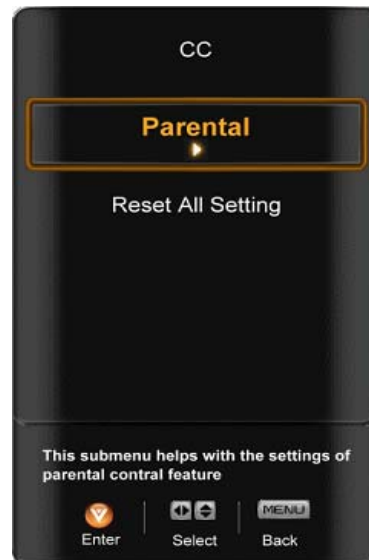 CC
Parental
Reset All Setting
This submenu helps with the settings of
parental contral feature
MENU
Enter
Select
Back